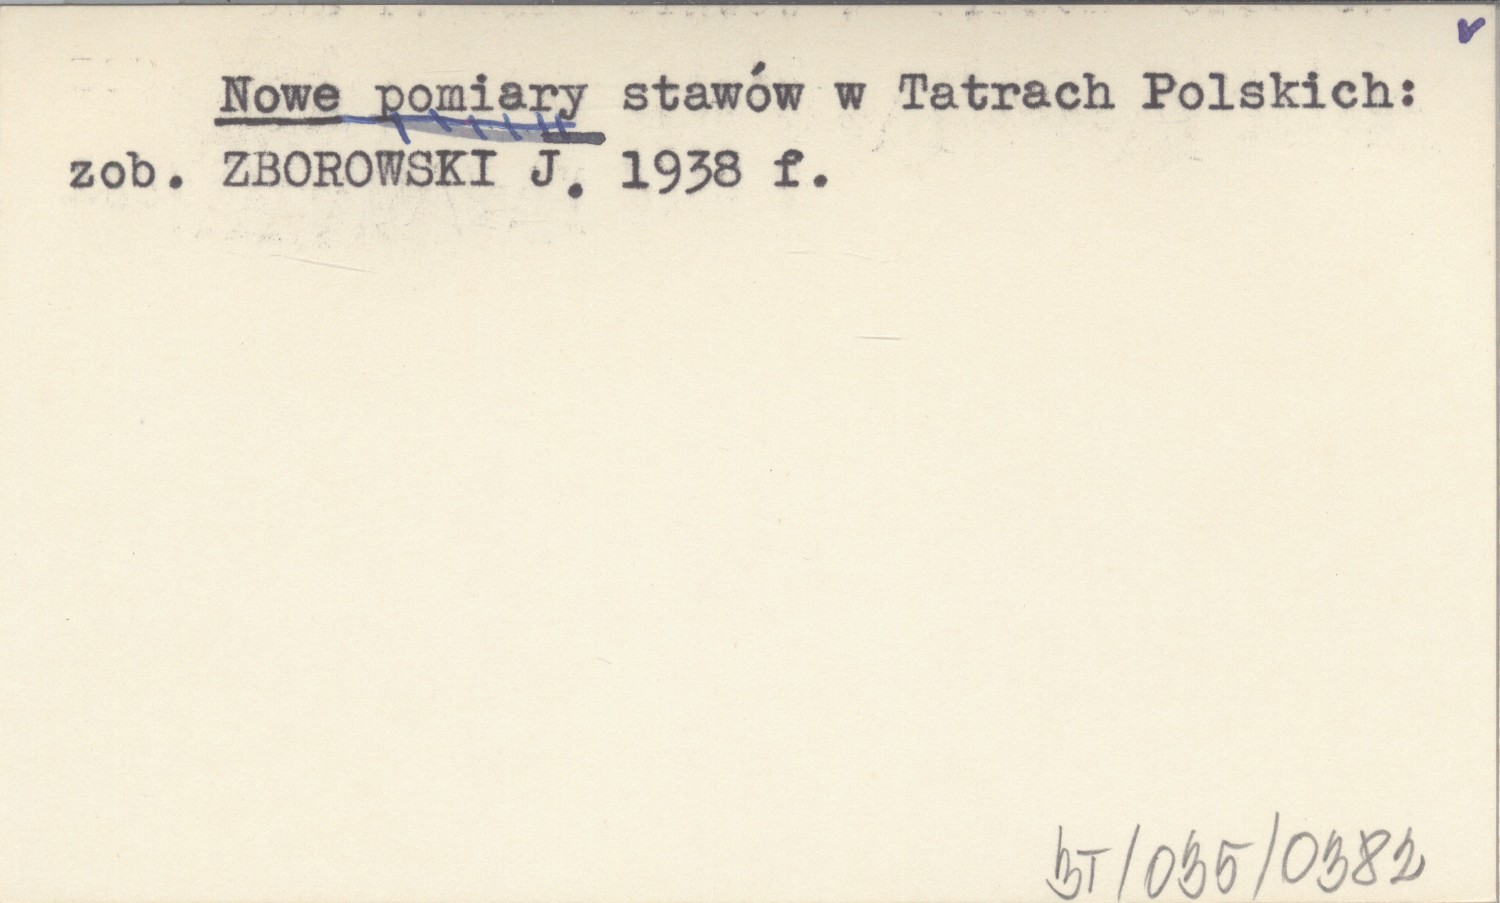 Nowe pomiary stawów w Tatrach Polskich:
zob. ZBOROWSKI J. 1938 f.
BT/035/0382